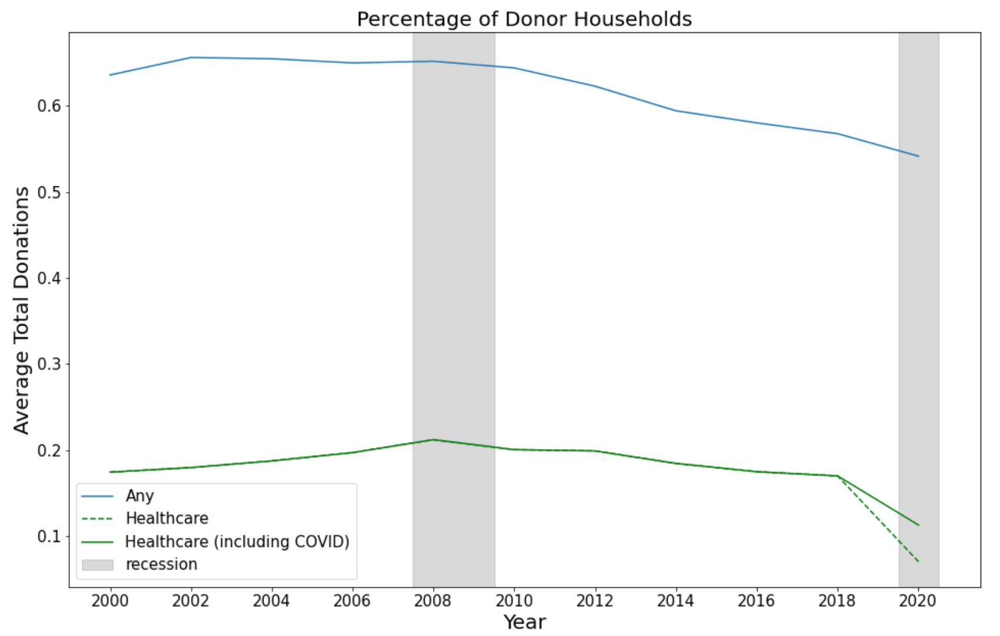 Percentage of Donor Households
Average Total Donations
0.6
0.5
0.4
0.3
0.2
0.1
Any
Healthcare
Healthcare (including COVID)
recession
2000 2002 2004 2006 2008 2010 2012 2014 2016 2018 2020
Year